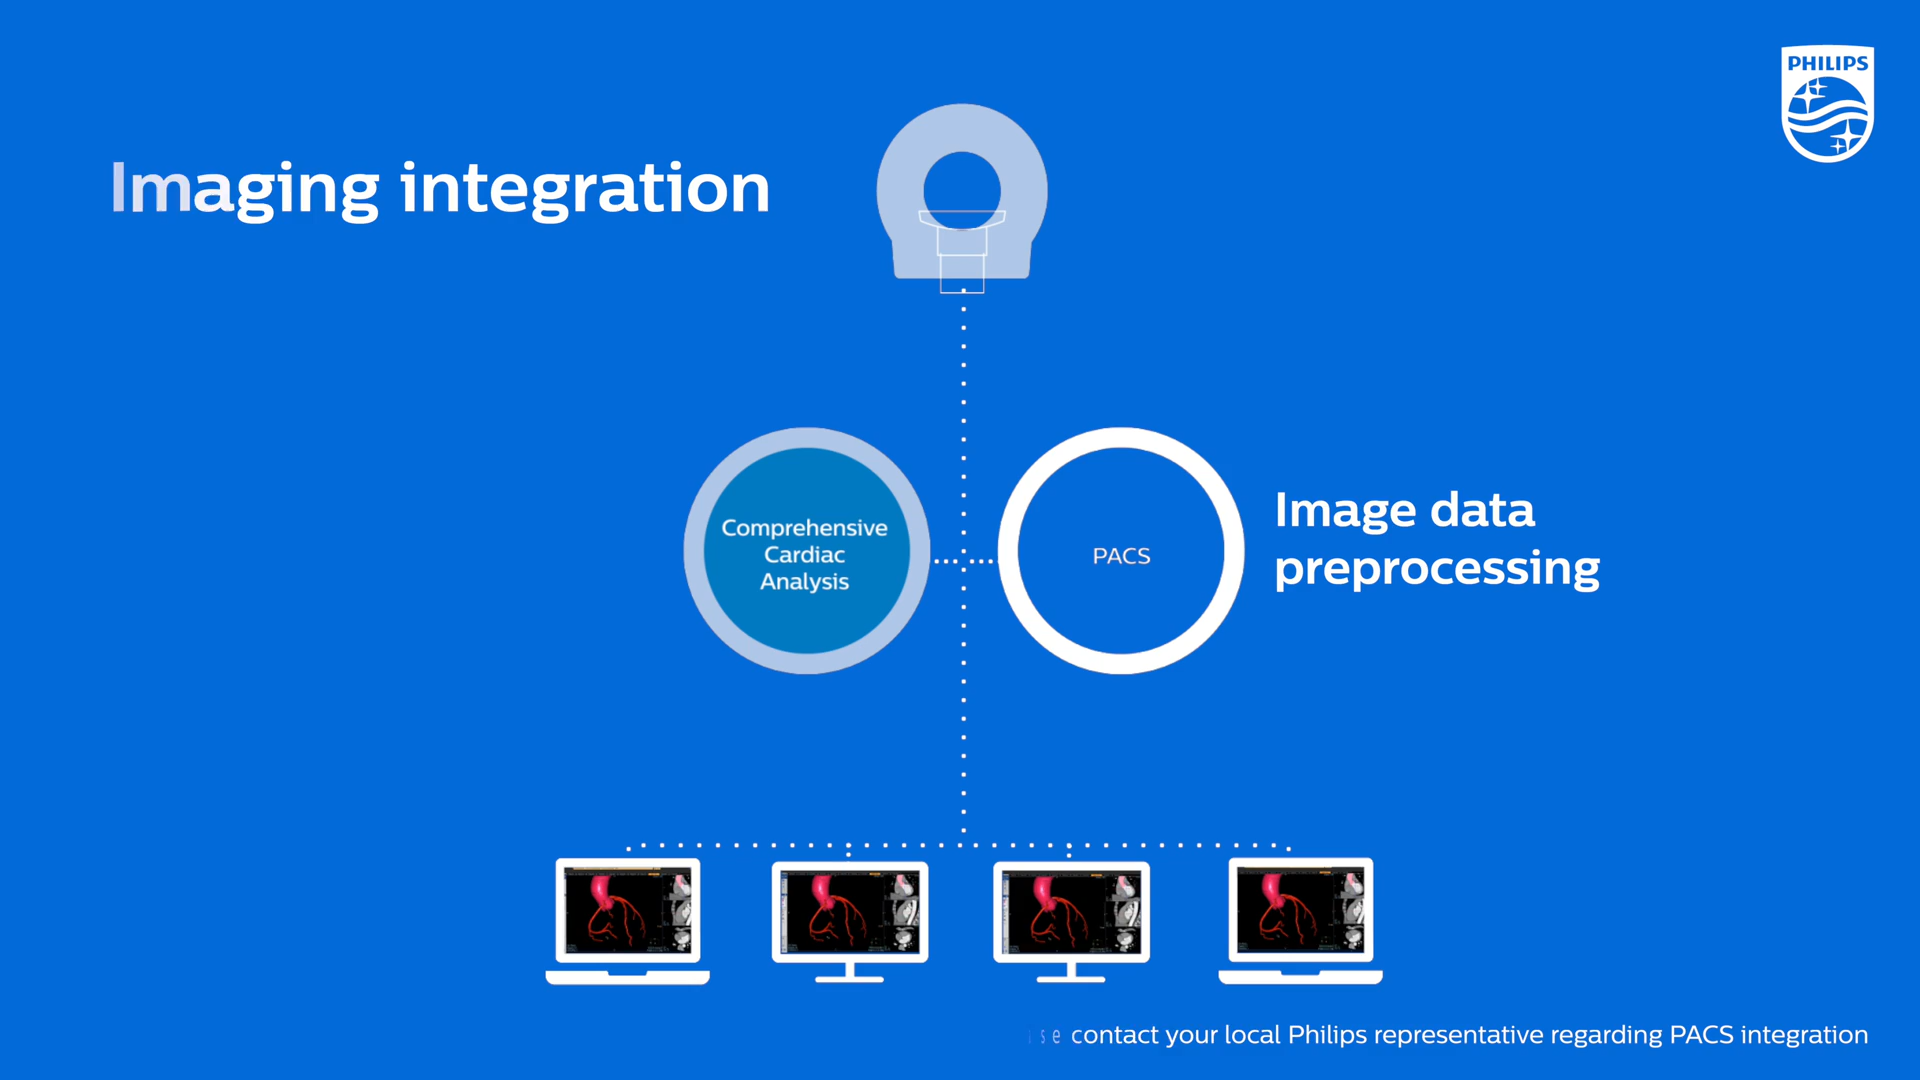 PHILIPS
Imaging integration
Comprehensive
Cardiac
Analysis
PACS
Image data
preprocessing
contact your local Philips representative regarding PACS integration